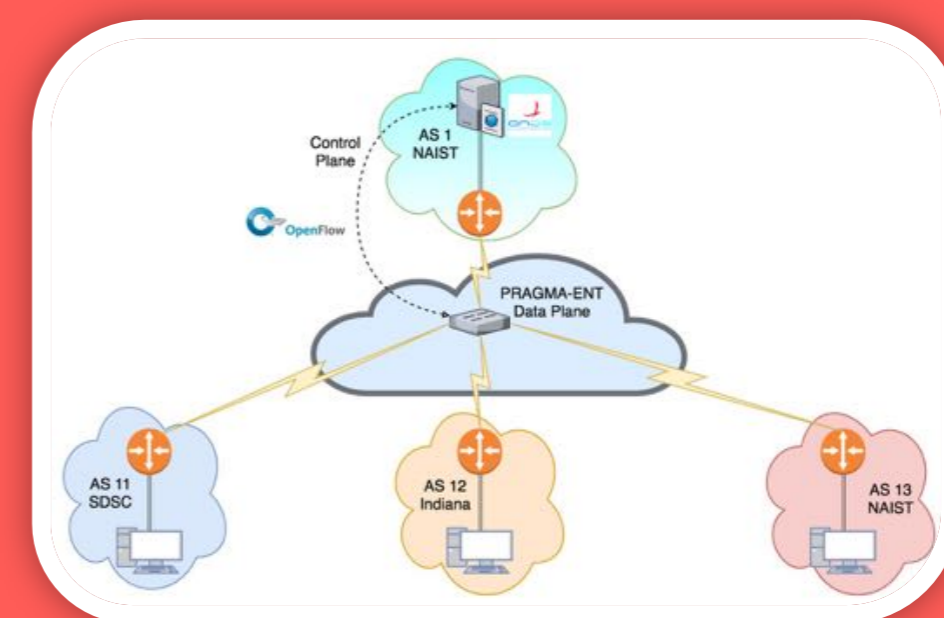 Control
Plane
AS 1
NAIST
OpenFlow
PRAGMA-ENT
Data Plane
AS 11
SDSC
AS 12
Indiana
AS 13
NAIST